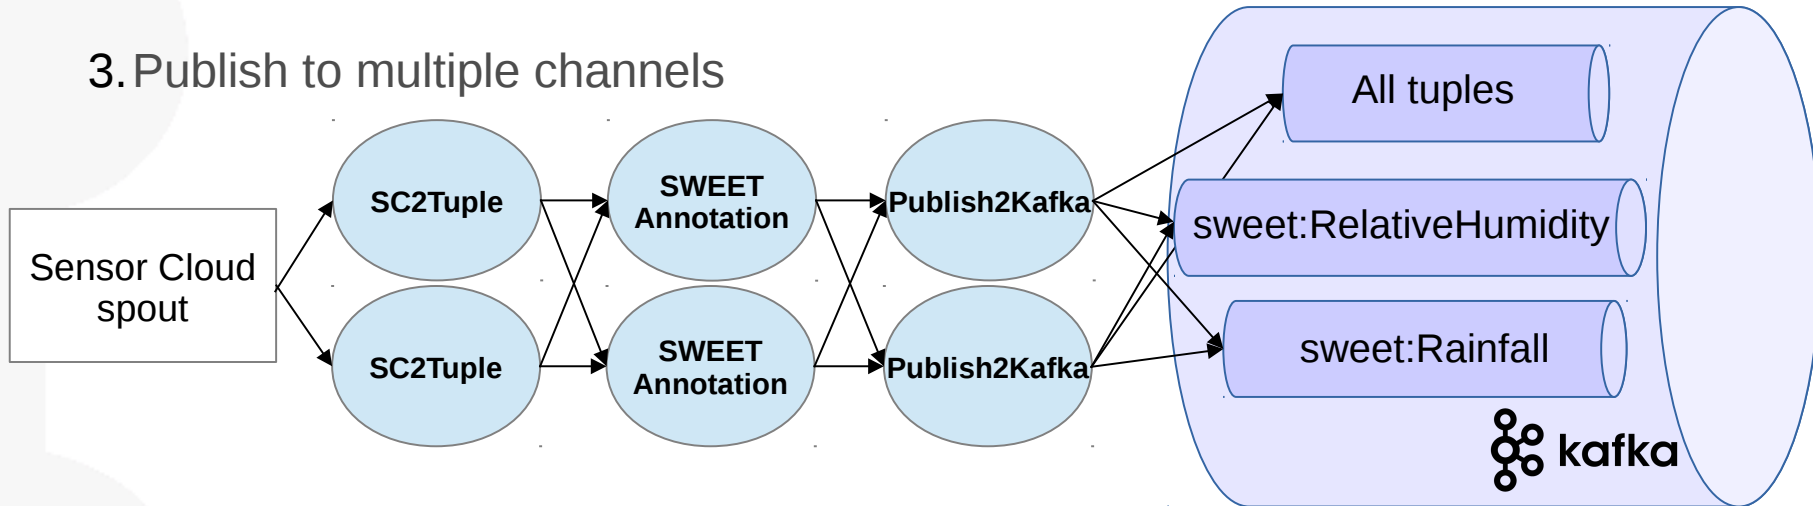 3. Publish to multiple channels
Sensor Cloud
spout
SC2Tuple
SC2Tuple
SWEET
Annotation
SWEET
Annotation
Publish2Kafka
Publish2Kafka
All tuples
sweet:RelativeHumidity
sweet:Rainfall
kafka